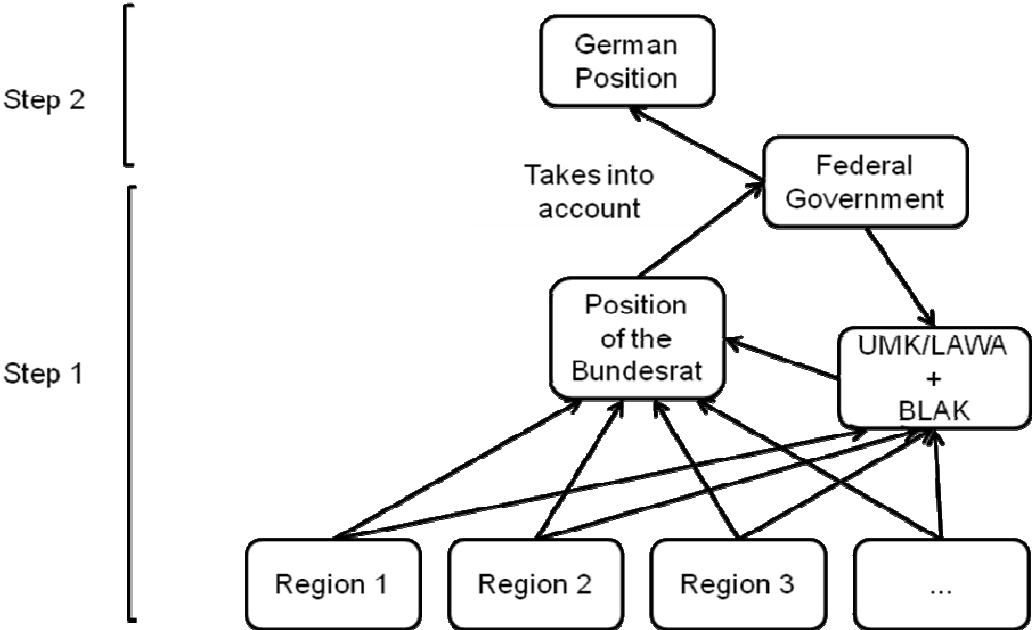 German
Position
Step 2
Federal
Government
Takes into
account
Position
of the
Bundesrat
UMK/LAWA
+
BLAK
Step 1
Region 1
Region 2
Region 3
...